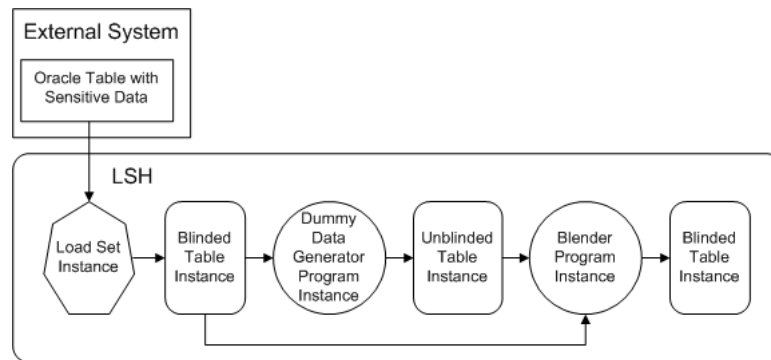 External System
Oracle Table with
Sensitive Data
LSH
Load Set
Instance
Blinded
Table
Instance
Dummy
Data
Generator
Program
Instance
Unblinded
Table
Instance
Blender
Program
Instance
Blinded
Table
Instance